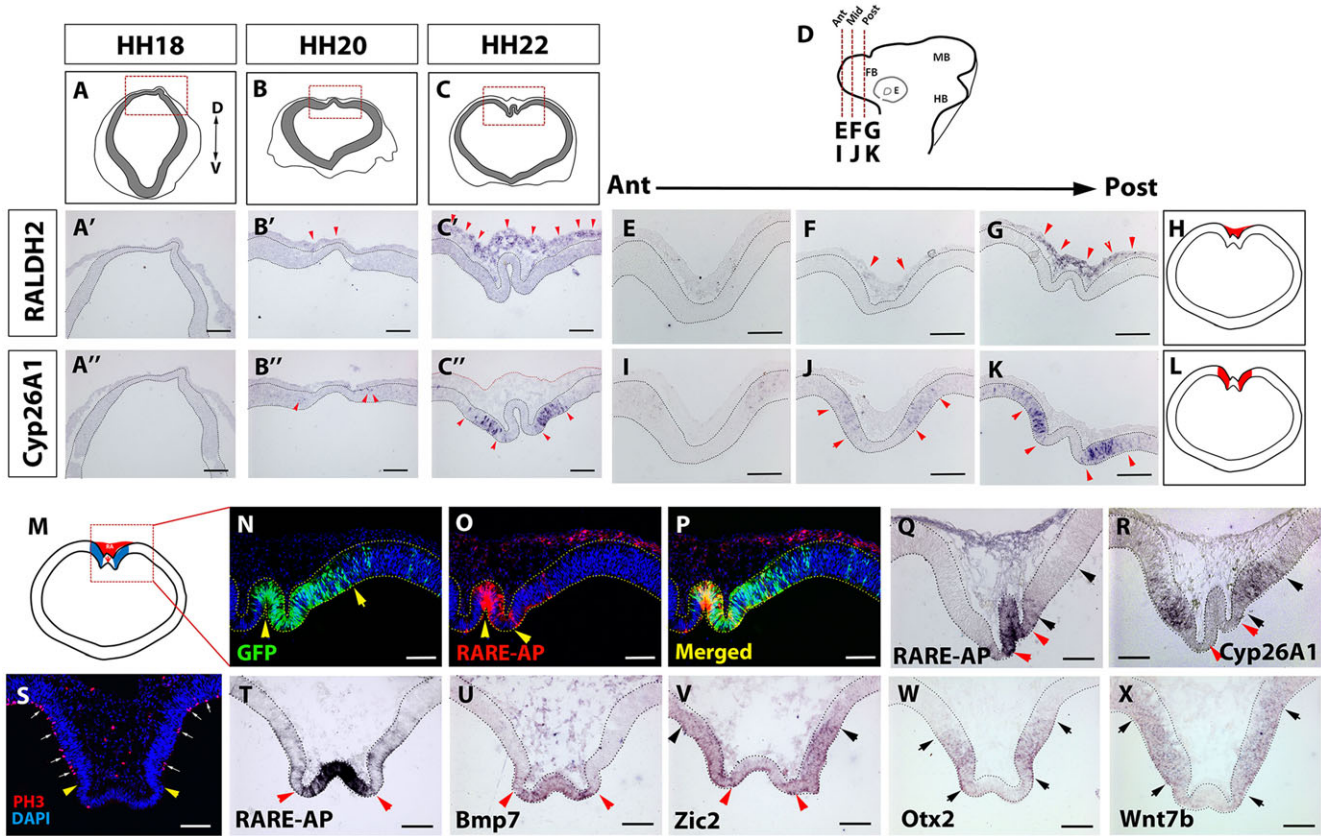 HH18 HH20 HH22
A B C
D
V
D
Ant Mid Post
FB MB
E
HB
E F G
I J K
Ant Post
RALDH2
A' B' C' E F G H
Cyp26A1
A'' B'' C'' I J K L
M N O P Q R
RA
GFP RARE-AP Merged RARE-AP Cyp26A1
S T U V W X
PH3
DAPI
RARE-AP Bmp7 Zic2 Otx2 Wnt7b